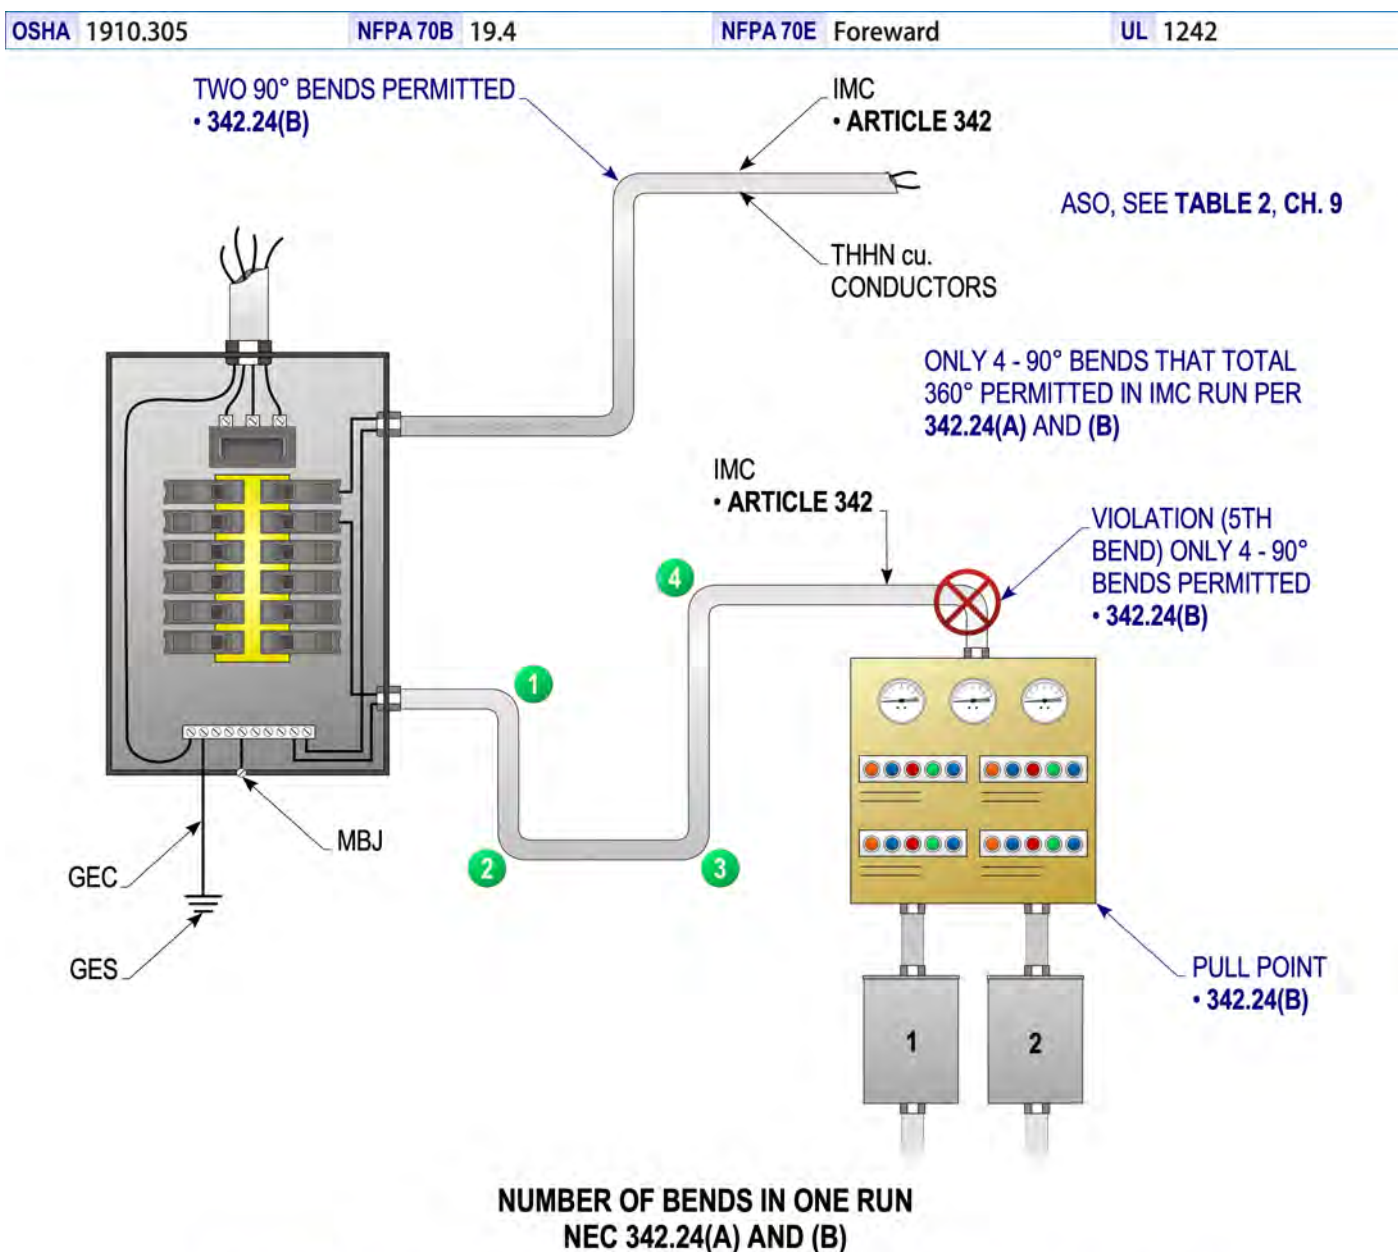 OSHA 1910.305 NFPA 70B 19.4 NFPA 70E Foreward UL 1242
TWO 90° BENDS PERMITTED
• 342.24(B)
IMC
• ARTICLE 342
ASO, SEE TABLE 2, CH. 9
THHN cu.
CONDUCTORS
ONLY 4 - 90° BENDS THAT TOTAL
360° PERMITTED IN IMC RUN PER
342.24(A) AND (B)
IMC
• ARTICLE 342
VIOLATION (5TH
BEND) ONLY 4 - 90°
BENDS PERMITTED
• 342.24(B)
4
1
2
3
MBJ
GEC
GES
PULL POINT
• 342.24(B)
1
2
NUMBER OF BENDS IN ONE RUN
NEC 342.24(A) AND (B)